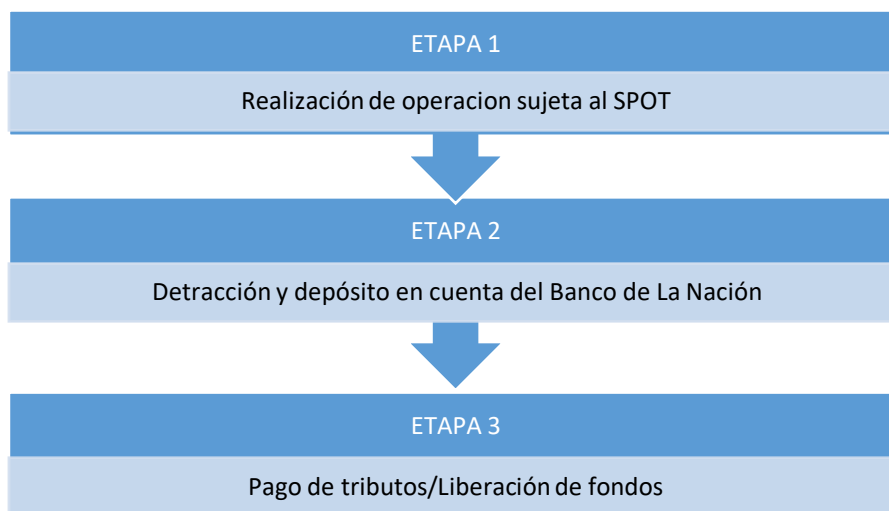 ETAPA 1
Realización de operacion sujeta al SPOT
ETAPA 2
Detracción y depósito en cuenta del Banco de La Nación
ETAPA 3
Pago de tributos/Liberación de fondos